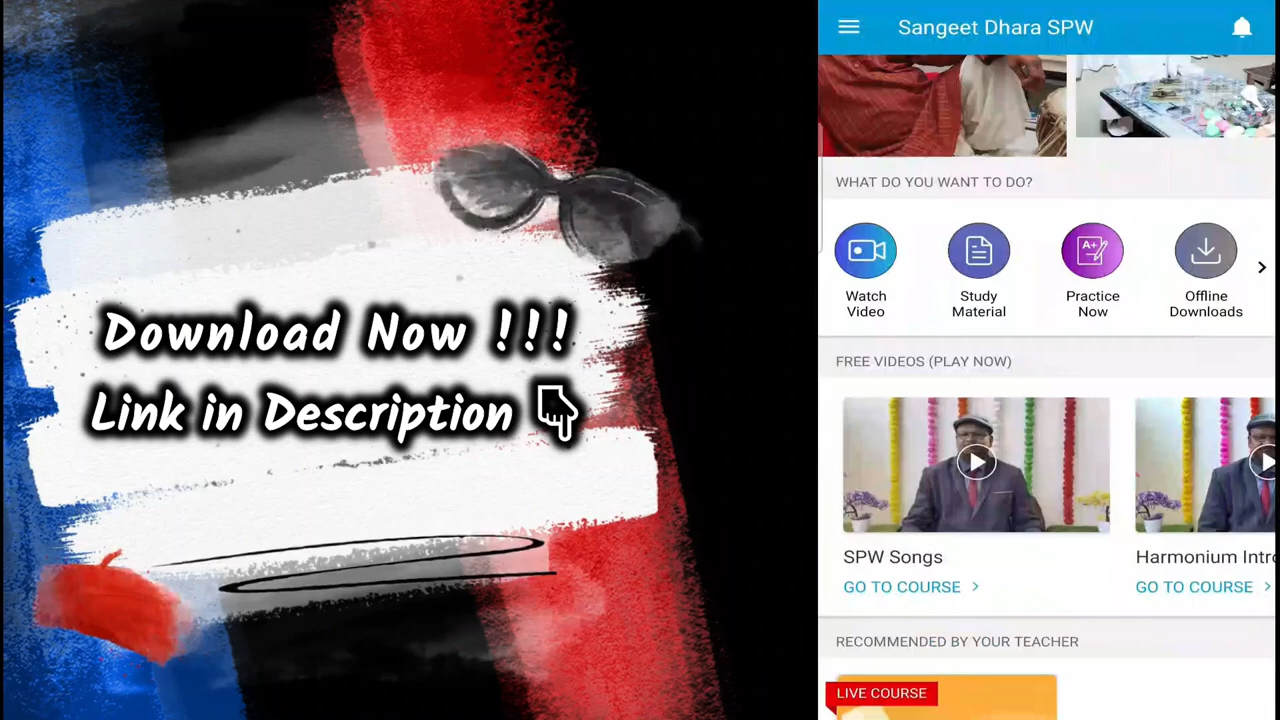 Download Now !!!
Link in Description
Sangeet Dhara SPW
WHAT DO YOU WANT TO DO?
Watch
Video
Study
Material
A+
Practice
Now
Offline
Downloads
FREE VIDEOS (PLAY NOW)
SPW Songs
GO TO COURSE
Harmonium Intr
GO TO COURSE
RECOMMENDED BY YOUR TEACHER
LIVE COURSE